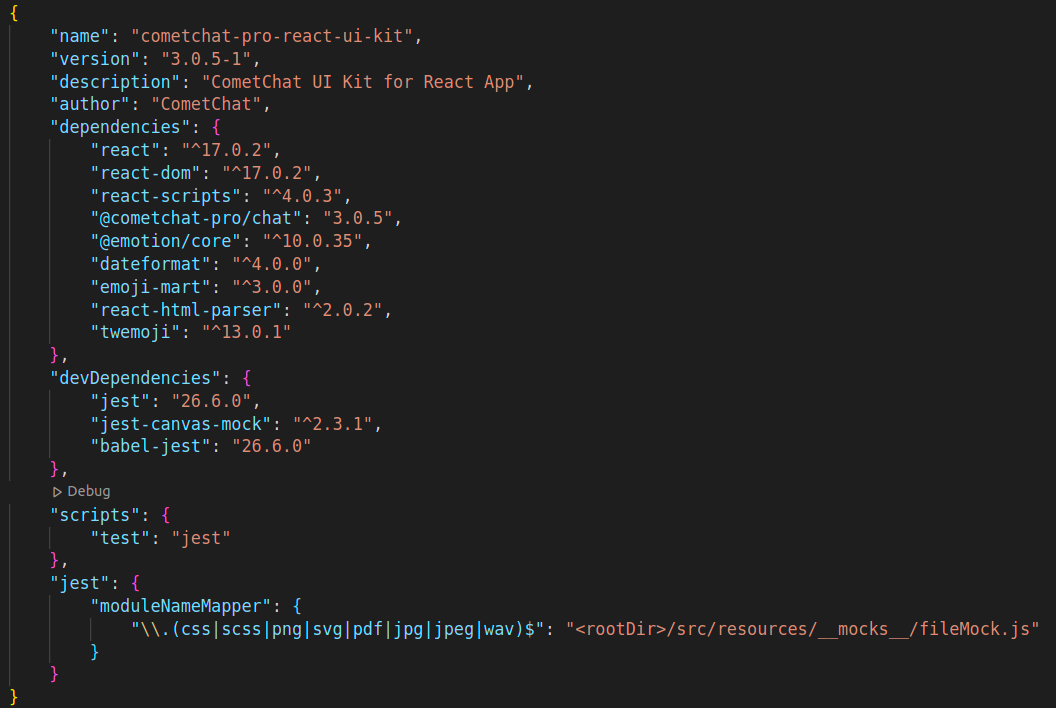 {
    "name": "cometchat-pro-react-ui-kit",
    "version": "3.0.5-1",
    "description": "CometChat UI Kit for React App",
    "author": "CometChat",
    "dependencies": {
        "react": "^17.0.2",
        "react-dom": "^17.0.2",
        "react-scripts": "^4.0.3",
        "@cometchat-pro/chat": "3.0.5",
        "@emotion/core": "^10.0.35",
        "dateformat": "^4.0.0",
        "emoji-mart": "^3.0.0",
        "react-html-parser": "^2.0.2",
        "twemoji": "^13.0.1"
    },
    "devDependencies": {
        "jest": "26.6.0",
        "jest-canvas-mock": "^2.3.1",
        "babel-jest": "26.6.0"
    },
    Debug
    "scripts": {
        "test": "jest"
    },
    "jest": {
        "moduleNameMapper": {
            "\\.(css|scss|png|svg|pdf|jpg|jpeg|wav)$": "<rootDir>/src/resources/__mocks__/fileMock.js"
        }
    }
}